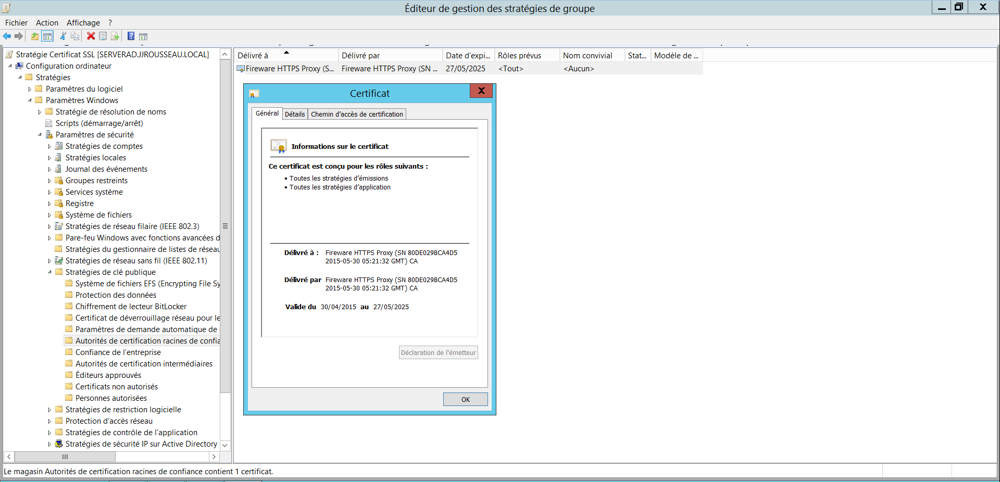 Éditeur de gestion des stratégies de groupe
Fichier Action Affichage ?
Stratégie Certificat SSL [SERVERAD.JJROUSSEAU.LOCAL]
Configuration ordinateur
Stratégies
Paramètres du logiciel
Paramètres Windows
Stratégie de résolution de noms
Scripts (démarrage/arrêt)
Paramètres de sécurité
Stratégies de comptes
Stratégies locales
Journal des événements
Groupes restreints
Services système
Registre
Système de fichiers
Stratégies de réseau filaire (IEEE 802.3)
Pare-feu Windows avec fonctions avancées d
Stratégies du gestionnaire de listes de réseau
Stratégies de réseau sans fil (IEEE 802.11)
Stratégies de clé publique
Système de fichiers EFS (Encrypting File Sy
Protection des données
Chiffrement de lecteur BitLocker
Certificat de déverrouillage réseau pour le
Paramètres de demande automatique de
Autorités de certification racines de confia
Confiance de l'entreprise
Autorités de certification intermédiaires
Éditeurs approuvés
Certificats non autorisés
Personnes autorisées
Stratégies de restriction logicielle
Protection d'accès réseau
Stratégies de contrôle de l'application
Stratégies de sécurité IP sur Active Directory
Délivré à Délivré par Date d'expi... Rôles prévus Nom convivial Stat... Modèle de ...
Fireware HTTPS Proxy (S... Fireware HTTPS Proxy (SN ... 27/05/2025 <Tout> <Aucun>
Certificat
Général Détails Chemin d'accès de certification
Informations sur le certificat
Ce certificat est conçu pour les rôles suivants :
• Toutes les stratégies d'émissions
• Toutes les stratégies d'application
Délivré à : Fireware HTTPS Proxy (SN 80DE029BCA4D5
2015-05-30 05:21:32 GMT) CA
Délivré par Fireware HTTPS Proxy (SN 80DE029BCA4D5
2015-05-30 05:21:32 GMT) CA
Valide du 30/04/2015 au 27/05/2025
Déclaration de l'émetteur
OK
Le magasin Autorités de certification racines de confiance contient 1 certificat.